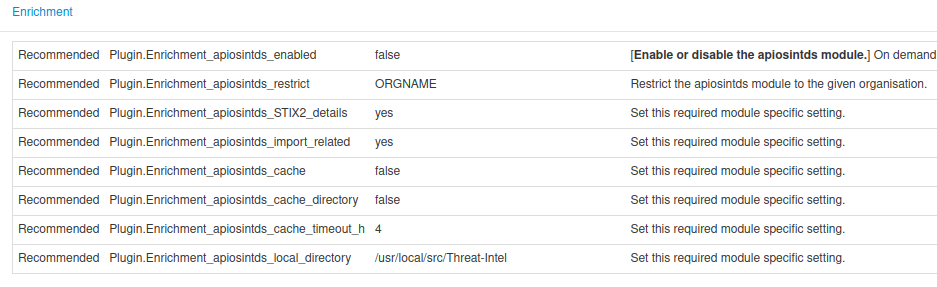 Enrichment
Recommended Plugin.Enrichment_apiosintds_enabled false [Enable or disable the apiosintds module.] On demand
Recommended Plugin.Enrichment_apiosintds_restrict ORGNAME Restrict the apiosintds module to the given organisation.
Recommended Plugin.Enrichment_apiosintds_STIX2_details yes Set this required module specific setting.
Recommended Plugin.Enrichment_apiosintds_import_related yes Set this required module specific setting.
Recommended Plugin.Enrichment_apiosintds_cache false Set this required module specific setting.
Recommended Plugin.Enrichment_apiosintds_cache_directory false Set this required module specific setting.
Recommended Plugin.Enrichment_apiosintds_cache_timeout_h 4 Set this required module specific setting.
Recommended Plugin.Enrichment_apiosintds_local_directory /usr/local/src/Threat-Intel Set this required module specific setting.